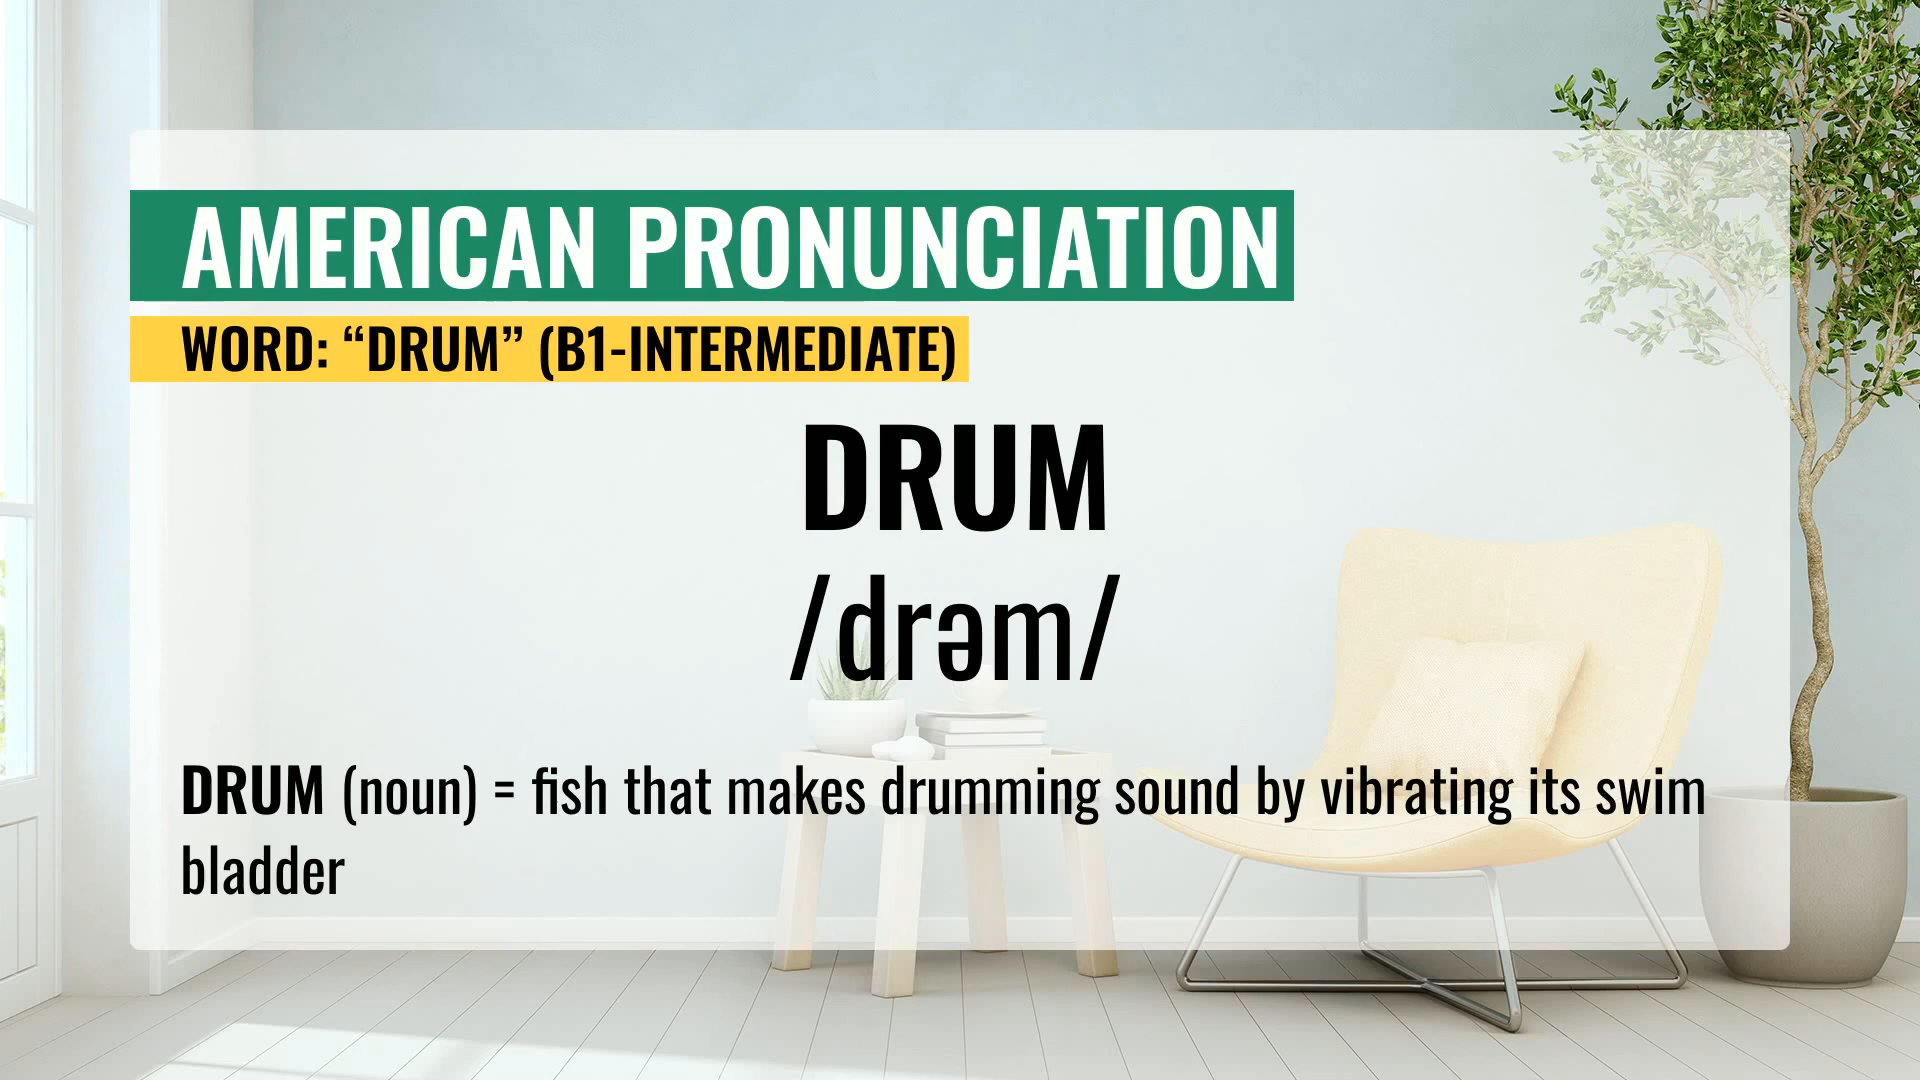 AMERICAN PRONUNCIATION
WORD: “DRUM” (B1-INTERMEDIATE)
DRUM
/drəm/
DRUM (noun) = fish that makes drumming sound by vibrating its swim
bladder